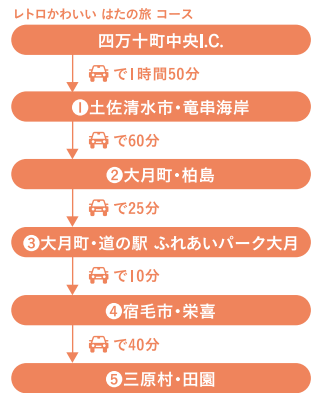 レトロかわいい はたの旅 コース
四万十町中央I.C.
で1時間50分
❶土佐清水市・竜串海岸
で60分
❷大月町・柏島
で25分
❸大月町・道の駅 ふれあいパーク大月
で10分
❹宿毛市・栄喜
で40分
❺三原村・田園